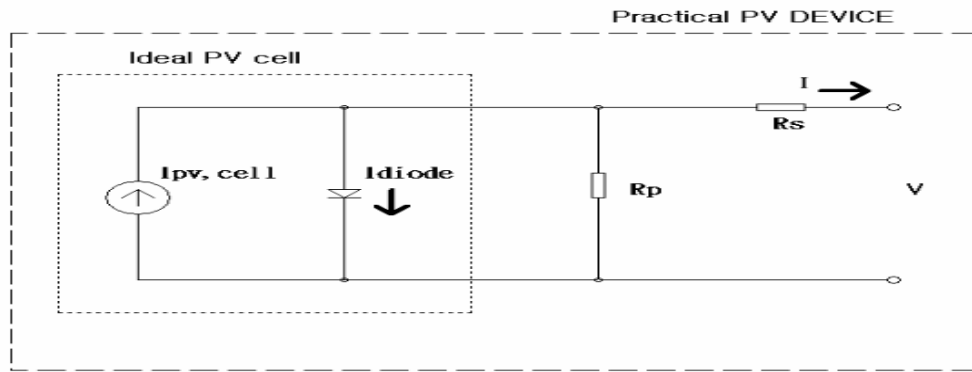 Practical PV DEVICE
Ideal PV cell
I
Rs
Ipv, cell
Idiode
Rp
V